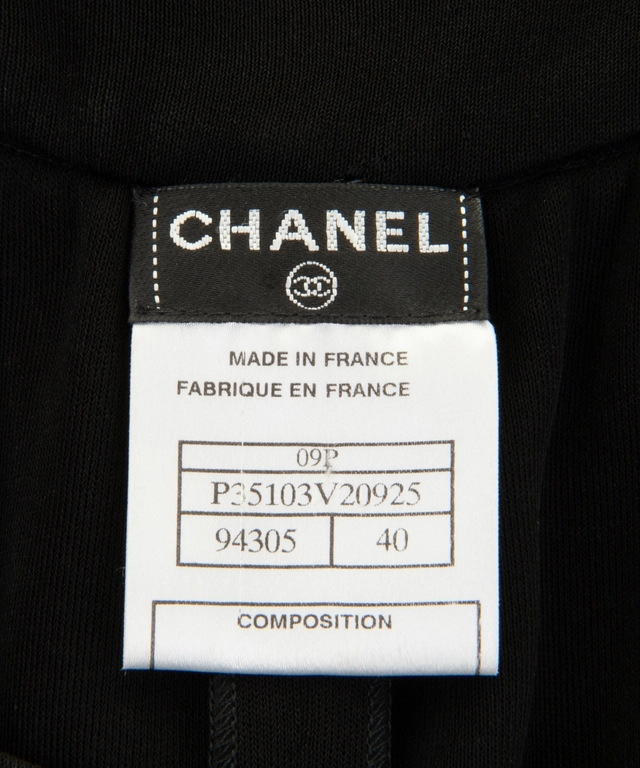 CHANEL
MADE IN FRANCE
FABRIQUE EN FRANCE
09P
P35103V20925
94305 40
COMPOSITION